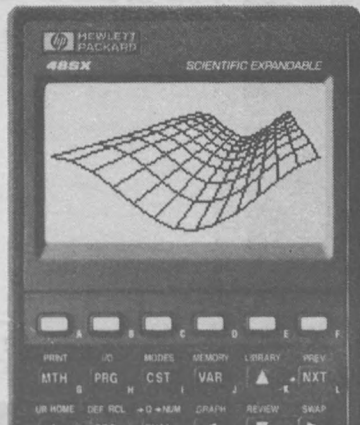 hp HEWLETT
PACKARD
48SX SCIENTIFIC EXPANDABLE
A B C D E F
PRINT I/O MODES MEMORY LIBRARY PREV
MTH PRG CST VAR ▲ NXT
G H I J K L
UP HOME DEF RCL →Q →NUM GRAPH REVIEW SWAP